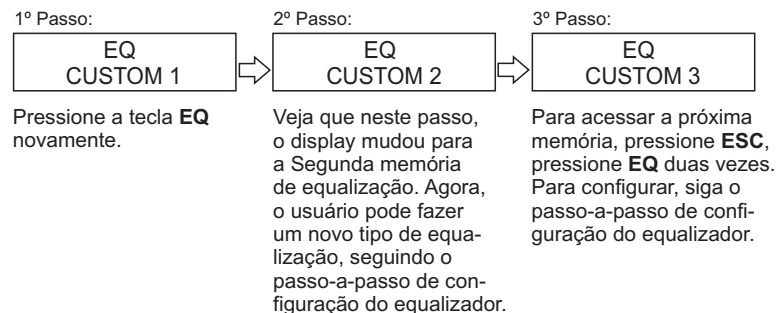 1º Passo:
EQ
CUSTOM 1
Pressione a tecla EQ
novamente.
2º Passo:
EQ
CUSTOM 2
Veja que neste passo,
o display mudou para
a Segunda memória
de equalização. Agora,
o usuário pode fazer
um novo tipo de equa-
lização, seguindo o
passo-a-passo de con-
figuração do equalizador.
3º Passo:
EQ
CUSTOM 3
Para acessar a próxima
memória, pressione ESC,
pressione EQ duas vezes.
Para configurar, siga o
passo-a-passo de confi-
guração do equalizador.